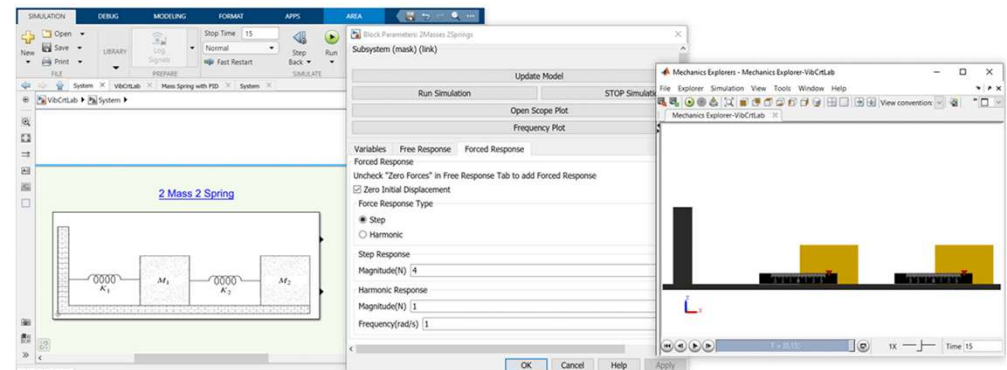 SIMULATION DEBUG MODELING FORMAT APPS AREA
New Open Save Print
LIBRARY
Log Signals
Stop Time 15
Normal
Fast Restart
Step Back
Run
FILE PREPARE SIMULATE
System VibCrtLab Mass Spring with PID System
VibCrtLab System
2 Mass 2 Spring
K1 M1 K2 M2
Block Parameters: 2Masses 2Springs
Subsystem (mask) (link)
Update Model
Run Simulation STOP Simulatic
Open Scope Plot
Frequency Plot
Variables Free Response Forced Response
Forced Response
Uncheck "Zero Forces" in Free Response Tab to add Forced Response
Zero Initial Displacement
Force Response Type
Step
Harmonic
Step Response
Magnitude(N) 4
Harmonic Response
Magnitude(N) 1
Frequency(rad/s) 1
OK Cancel Help Apply
Mechanics Explorers - Mechanics Explorer-VibCrtLab
File Explorer Simulation View Tools Window Help
View convention:
Mechanics Explorer-VibCrtLab
1X Time 15